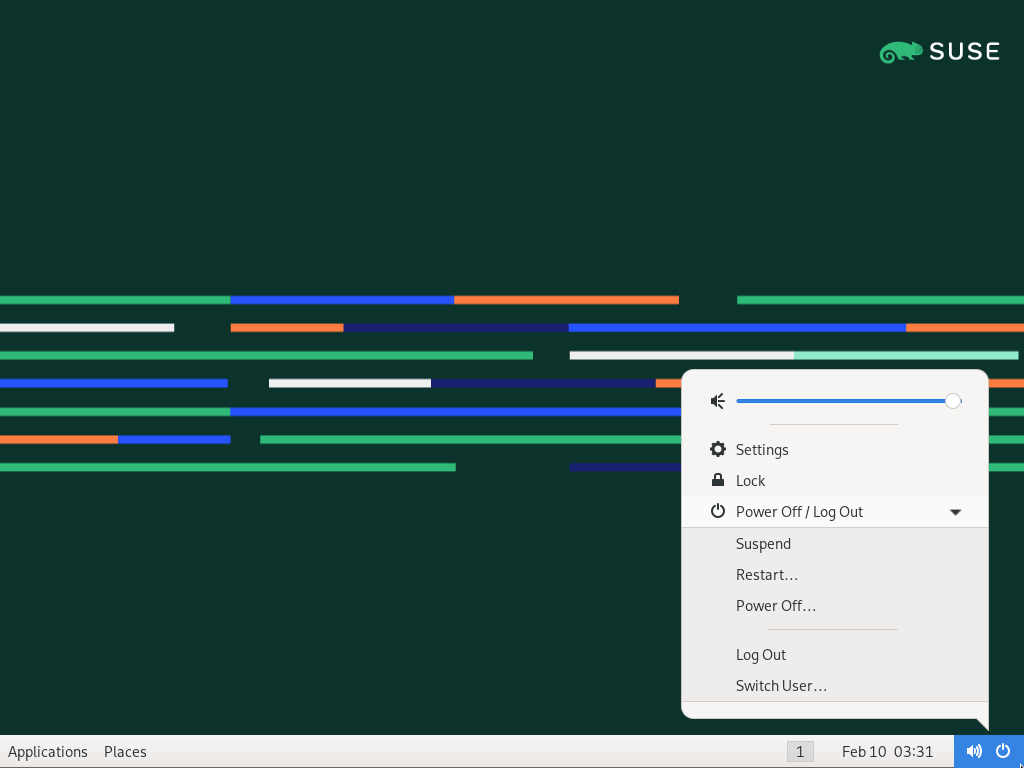 SUSE
Settings
Lock
Power Off / Log Out
Suspend
Restart...
Power Off...
Log Out
Switch User...
Applications Places 1 Feb 10 03:31